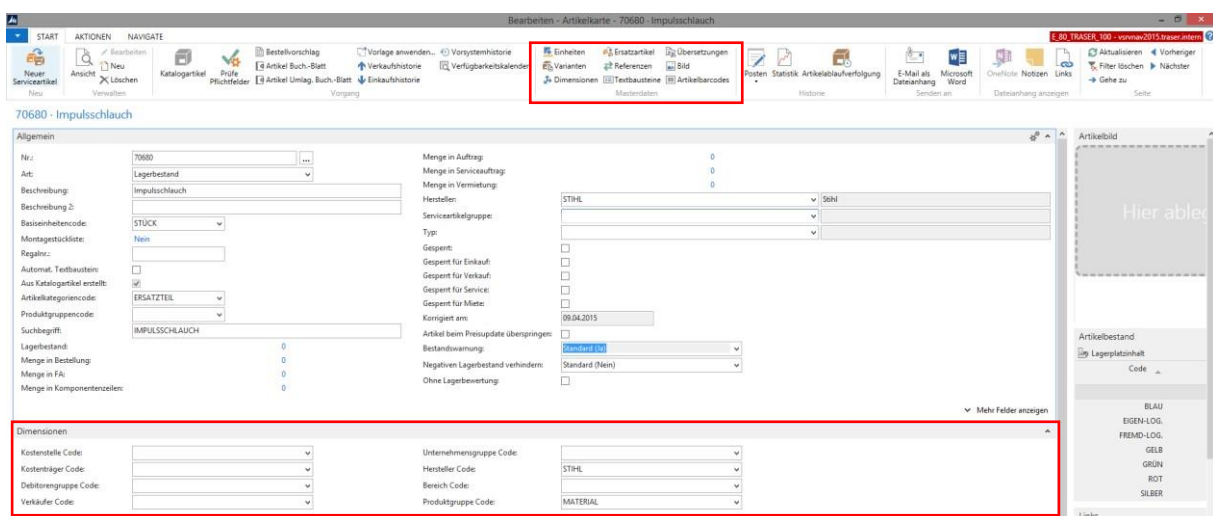 Bearbeiten - Artikelkarte - 70680 · Impulsschlauch
START AKTIONEN NAVIGATE
E_80_TRASER_100 - vsrvnav2015.traser.intern
Neuer Serviceartikel
Neu
Ansicht
Bearbeiten
Neu
Löschen
Verwalten
Katalogartikel
Prüfe Pflichtfelder
Bestellvorschlag
Artikel Buch.-Blatt
Artikel Umlag. Buch.-Blatt
Vorlage anwenden...
Verkaufshistorie
Einkaufshistorie
Vorsystemhistorie
Verfügbarkeitskalender
Vorgang
Einheiten
Varianten
Dimensionen
Ersatzartikel
Referenzen
Textbausteine
Übersetzungen
Bild
Artikelbarcodes
Masterdaten
Posten Statistik Artikelablaufverfolgung
Historie
E-Mail als Dateianhang
Microsoft Word
Senden an
OneNote Notizen Links
Dateianhang anzeigen
Aktualisieren
Filter löschen
Gehe zu
Vorheriger
Nächster
Seite
70680 · Impulsschlauch
Allgemein
Nr.: 70680 ...
Art: Lagerbestand
Beschreibung: Impulsschlauch
Beschreibung 2:
Basiseinheitencode: STÜCK
Montagestückliste: Nein
Regalnr.:
Automat. Textbaustein:
Aus Katalogartikel erstellt:
Artikelkategoriencode: ERSATZTEIL
Produktgruppencode:
Suchbegriff: IMPULSSCHLAUCH
Lagerbestand: 0
Menge in Bestellung: 0
Menge in FA: 0
Menge in Komponentenzeilen: 0
Menge in Auftrag: 0
Menge in Serviceauftrag: 0
Menge in Vermietung: 0
Hersteller: STIHL Stihl
Serviceartikelgruppe:
Typ:
Gesperrt:
Gesperrt für Einkauf:
Gesperrt für Verkauf:
Gesperrt für Service:
Gesperrt für Miete:
Korrigiert am: 09.04.2015
Artikel beim Preisupdate überspringen:
Bestandswarnung: Standard (Ja)
Negativen Lagerbestand verhindern: Standard (Nein)
Ohne Lagerbewertung:
Mehr Felder anzeigen
Dimensionen
Kostenstelle Code:
Kostenträger Code:
Debitorengruppe Code:
Verkäufer Code:
Unternehmensgruppe Code:
Hersteller Code: STIHL
Bereich Code:
Produktgruppe Code: MATERIAL
Artikelbild
Hier ableg
Artikelbestand
Lagerplatzinhalt
Code
BLAU
EIGEN-LOG.
FREMD-LOG.
GELB
GRÜN
ROT
SILBER
Links